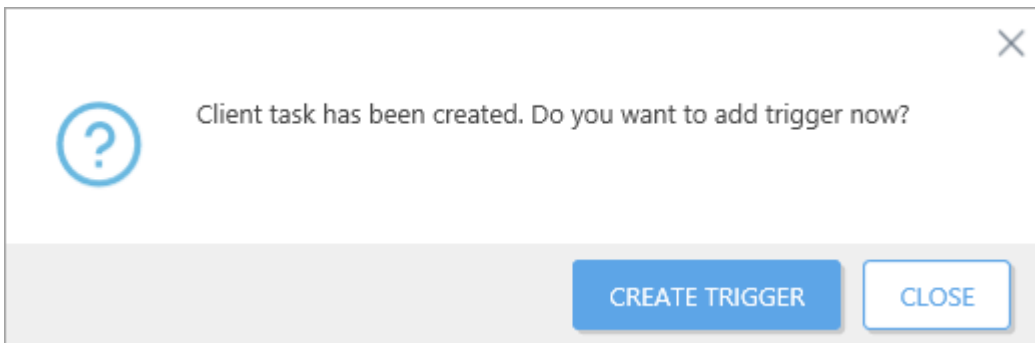 Client task has been created. Do you want to add trigger now?
CREATE TRIGGER
CLOSE